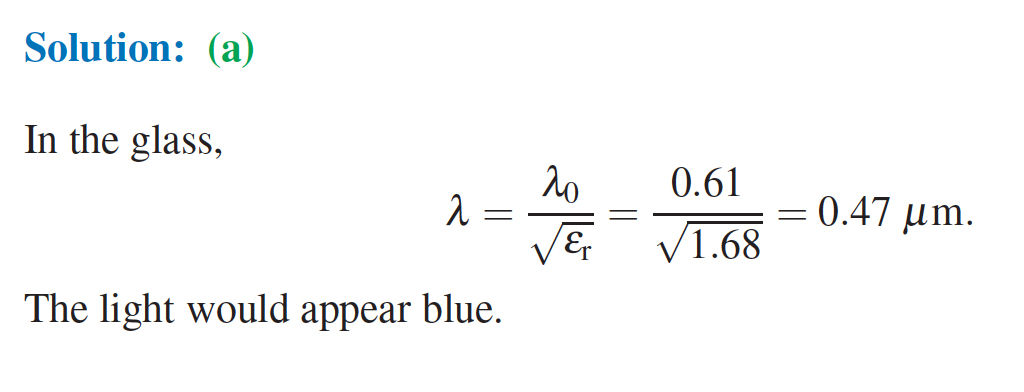 Solution: (a)
In the glass,
λ = λ₀/√εᵣ = 0.61/√1.68 = 0.47 μm.
The light would appear blue.